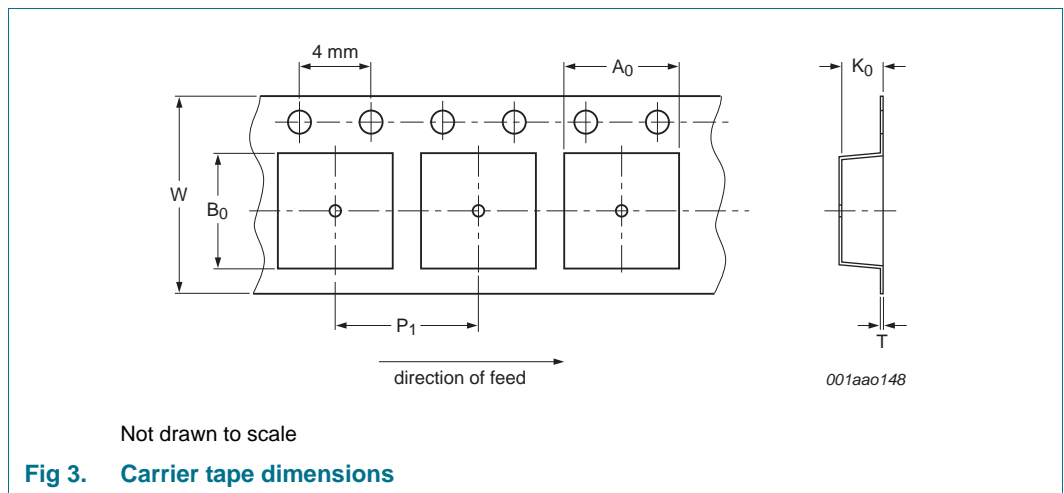 4 mm
A0
K0
W
B0
P1
T
direction of feed
001aao148
Not drawn to scale
Fig 3. Carrier tape dimensions